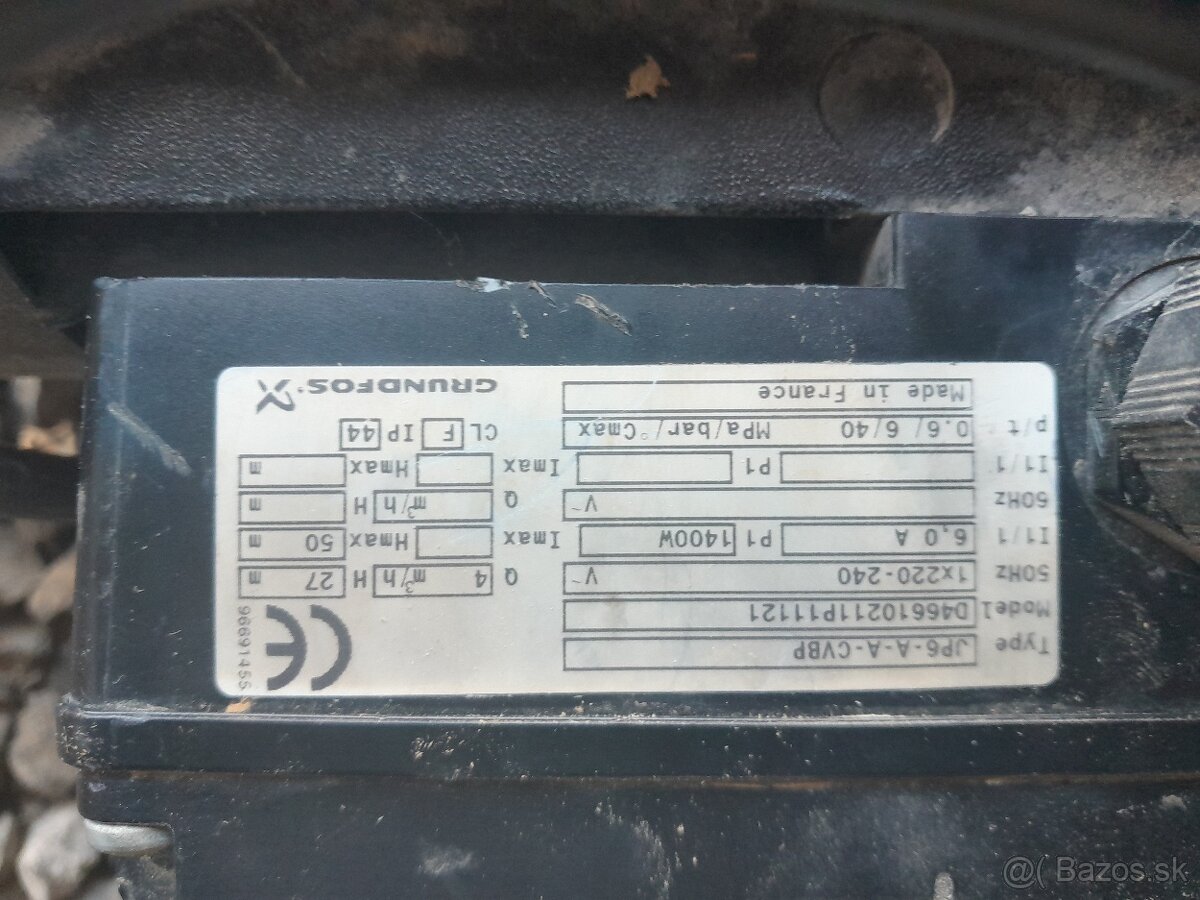 Type JP6-A-A-CVBP
Model D46610211P11121
50Hz 1x220-240 V~ Q 4 m³/h H 27 m
I1/1 6,0 A P1 1400W Imax Hmax 50 m
60Hz V~ Q m³/h H m
I1/1 P1 Imax Hmax m
p/t 0.6/ 6/40 MPa/bar/°Cmax CL F IP 44
Made in France GRUNDFOS
CE
96691455
@( Bazos.sk